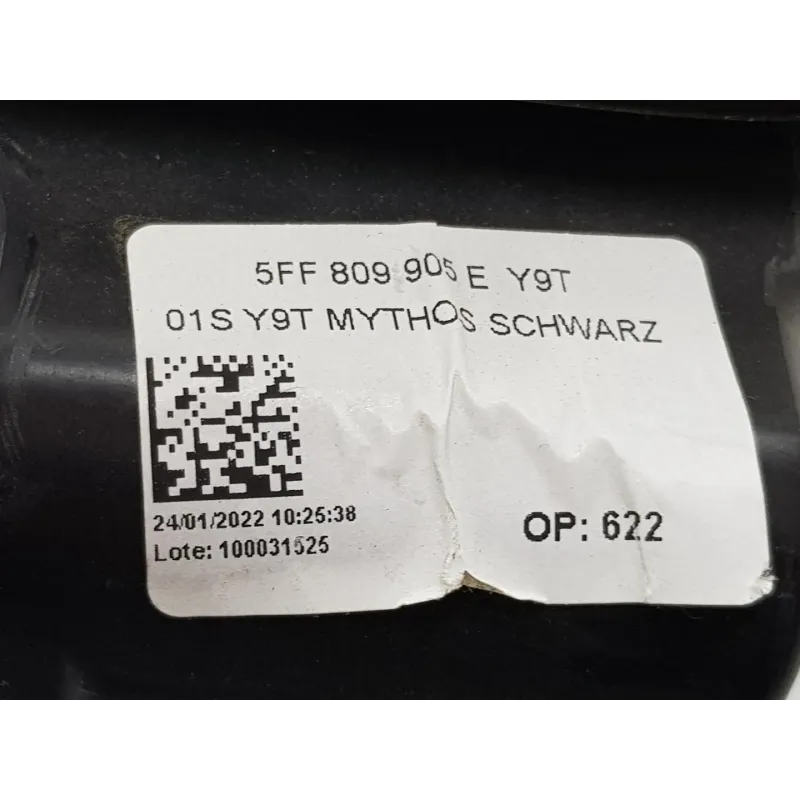 5FF 809 905 E Y9T
01S Y9T MYTHOS SCHWARZ
24/01/2022 10:25:38
Lote: 100031525
OP: 622